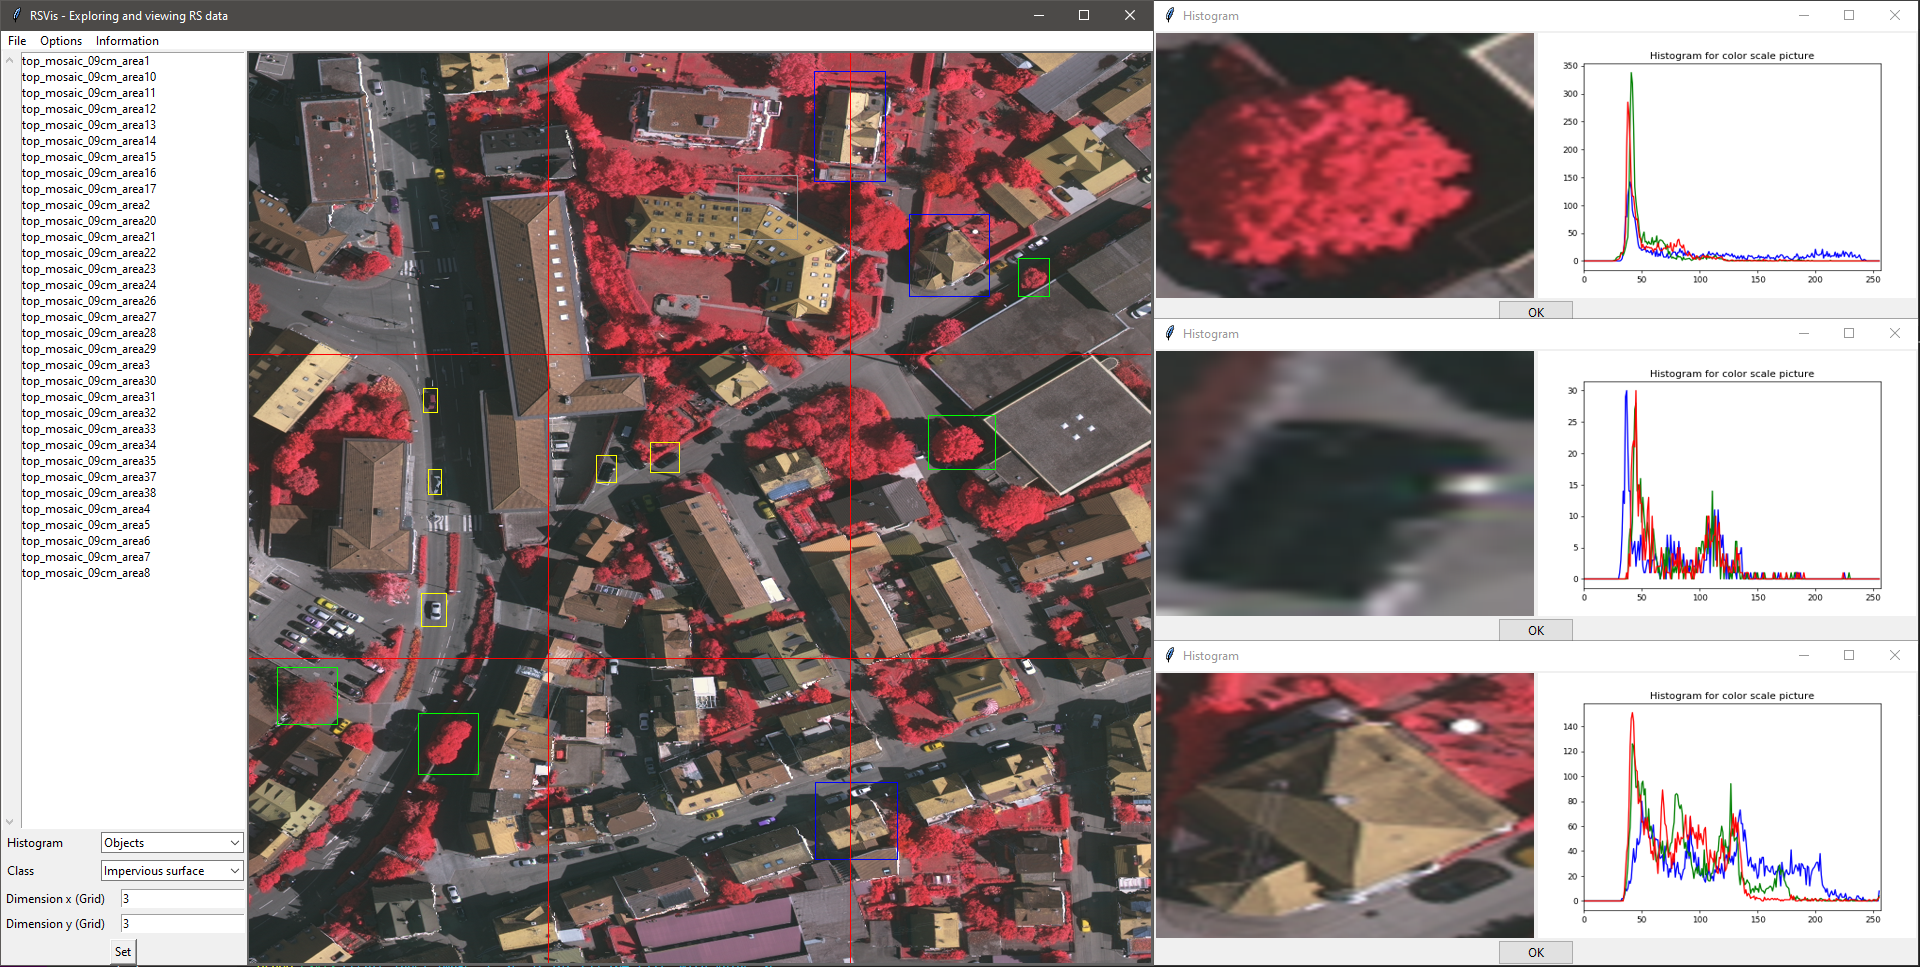 RSVis - Exploring and viewing RS data
File Options Information
top_mosaic_09cm_area1
top_mosaic_09cm_area10
top_mosaic_09cm_area11
top_mosaic_09cm_area12
top_mosaic_09cm_area13
top_mosaic_09cm_area14
top_mosaic_09cm_area15
top_mosaic_09cm_area16
top_mosaic_09cm_area17
top_mosaic_09cm_area2
top_mosaic_09cm_area20
top_mosaic_09cm_area21
top_mosaic_09cm_area22
top_mosaic_09cm_area23
top_mosaic_09cm_area24
top_mosaic_09cm_area26
top_mosaic_09cm_area27
top_mosaic_09cm_area28
top_mosaic_09cm_area29
top_mosaic_09cm_area3
top_mosaic_09cm_area30
top_mosaic_09cm_area31
top_mosaic_09cm_area32
top_mosaic_09cm_area33
top_mosaic_09cm_area34
top_mosaic_09cm_area35
top_mosaic_09cm_area37
top_mosaic_09cm_area38
top_mosaic_09cm_area4
top_mosaic_09cm_area5
top_mosaic_09cm_area6
top_mosaic_09cm_area7
top_mosaic_09cm_area8
Histogram Objects
Class Impervious surface
Dimension x (Grid) 3
Dimension y (Grid) 3
Set
Histogram
Histogram for color scale picture
350
300
250
200
150
100
50
0
0 50 100 150 200 250
OK
Histogram
Histogram for color scale picture
30
25
20
15
10
5
0
0 50 100 150 200 250
OK
Histogram
Histogram for color scale picture
140
120
100
80
60
40
20
0
0 50 100 150 200 250
OK